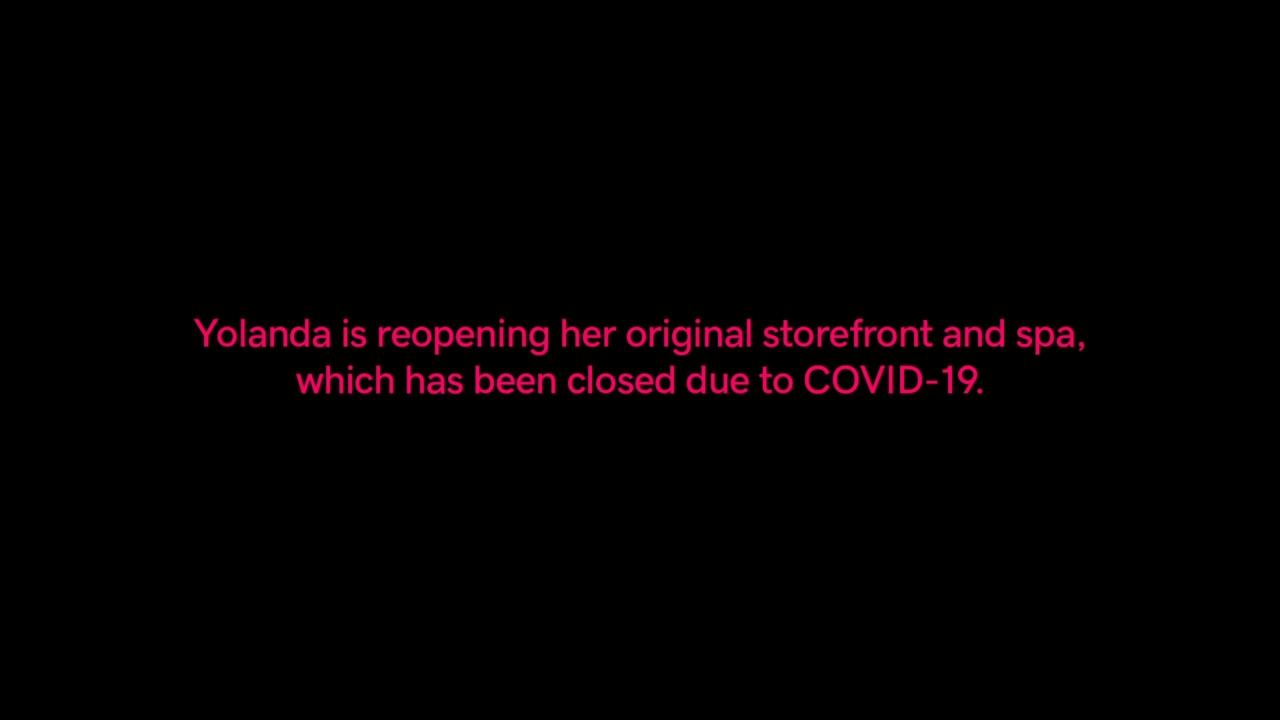 Yolanda is reopening her original storefront and spa,
which has been closed due to COVID-19.